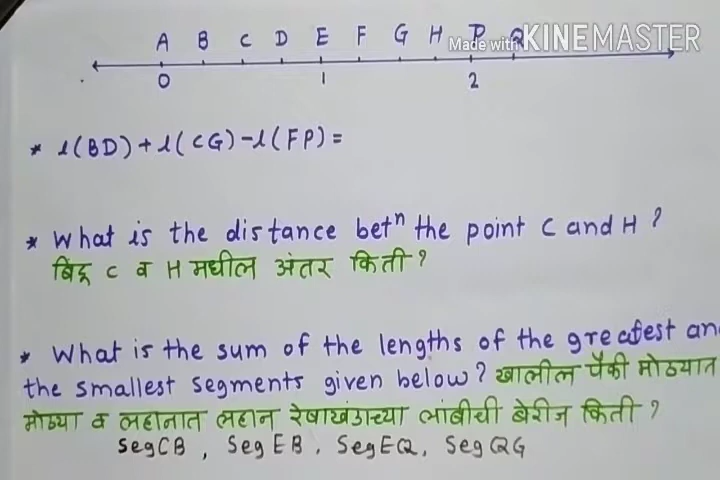 A B C D E F G H P Q
Made with KINEMASTER
0 1 2
* l(BD)+l(CG)-l(FP)=
* What is the distance betⁿ the point C and H ?
बिंदू C व H मधील अंतर किती ?
* What is the sum of the lengths of the greatest an
the smallest segments given below? खालील पैकी मोठयात
मोठ्या व लहानात लहान रेषाखंडाच्या लांबीची बेरीज किती ?
Seg CB , Seg EB , Seg EQ, Seg QG